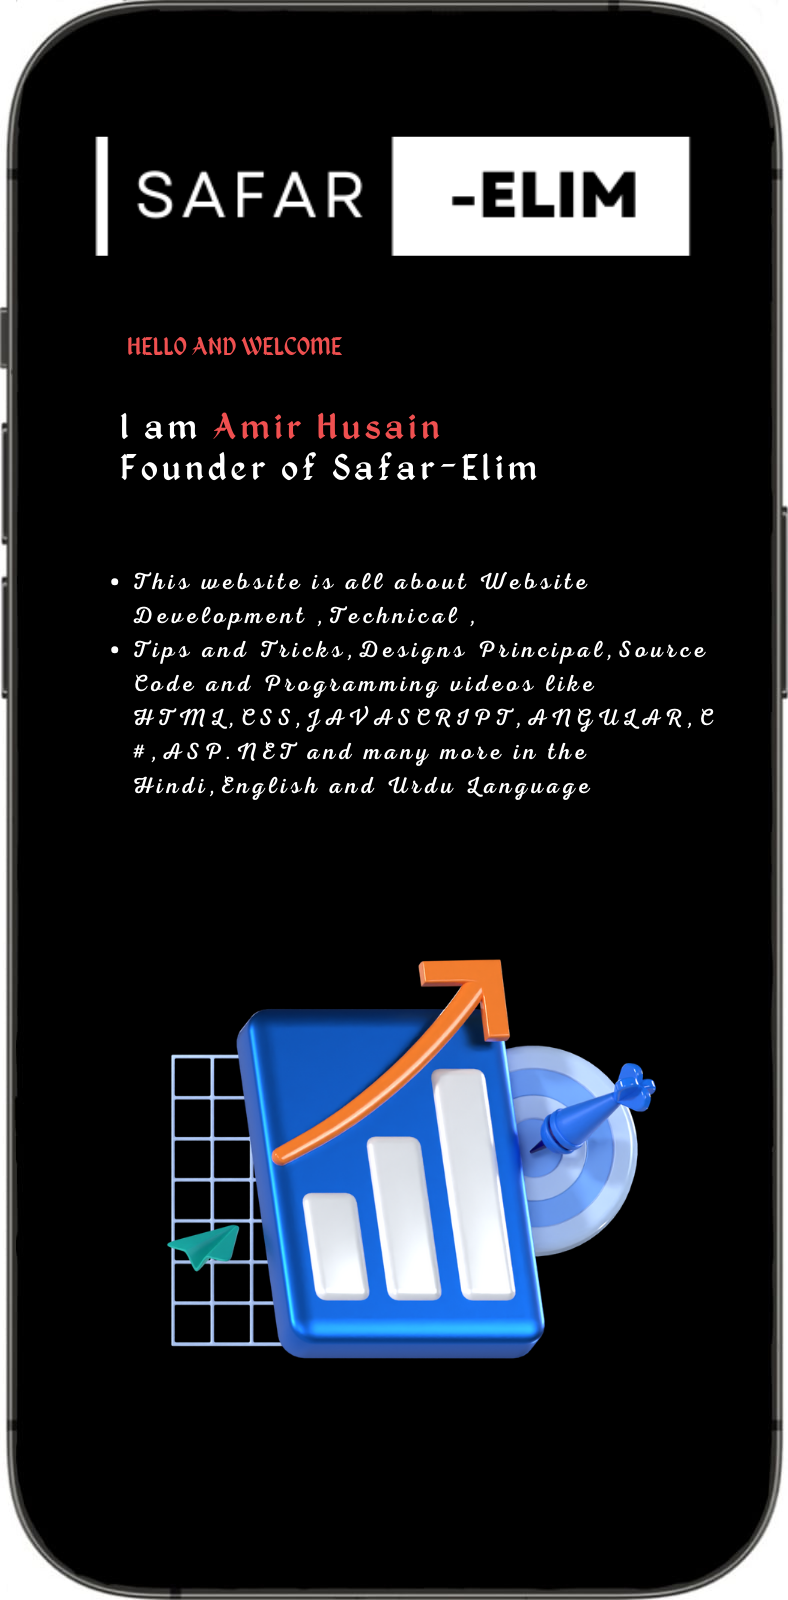 SAFAR -ELIM
HELLO AND WELCOME
I am Amir Husain
Founder of Safar-Elim
• This website is all about Website
Development ,Technical ,
• Tips and Tricks,Designs Principal,Source
Code and Programming videos like
HTML,CSS,JAVASCRIPT,ANGULAR,C
#,ASP.NET and many more in the
Hindi,English and Urdu Language